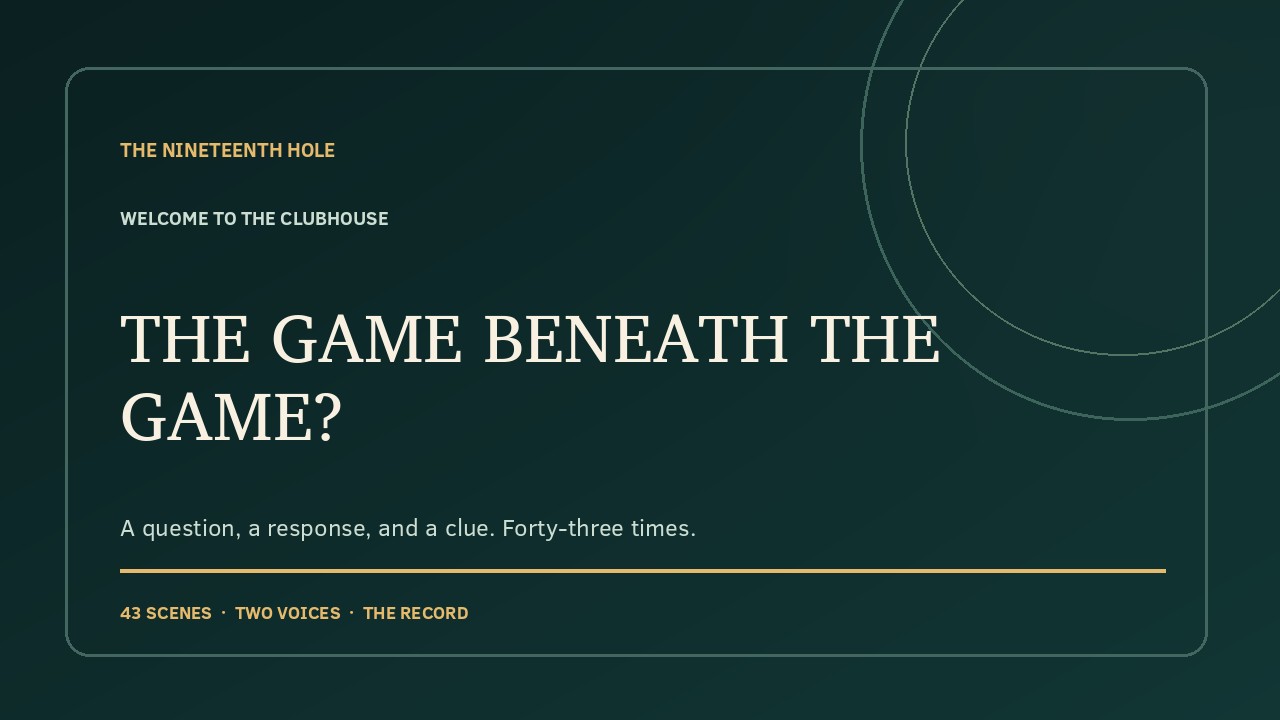 THE NINETEENTH HOLE
WELCOME TO THE CLUBHOUSE
THE GAME BENEATH THE
GAME?
A question, a response, and a clue. Forty-three times.
43 SCENES · TWO VOICES · THE RECORD